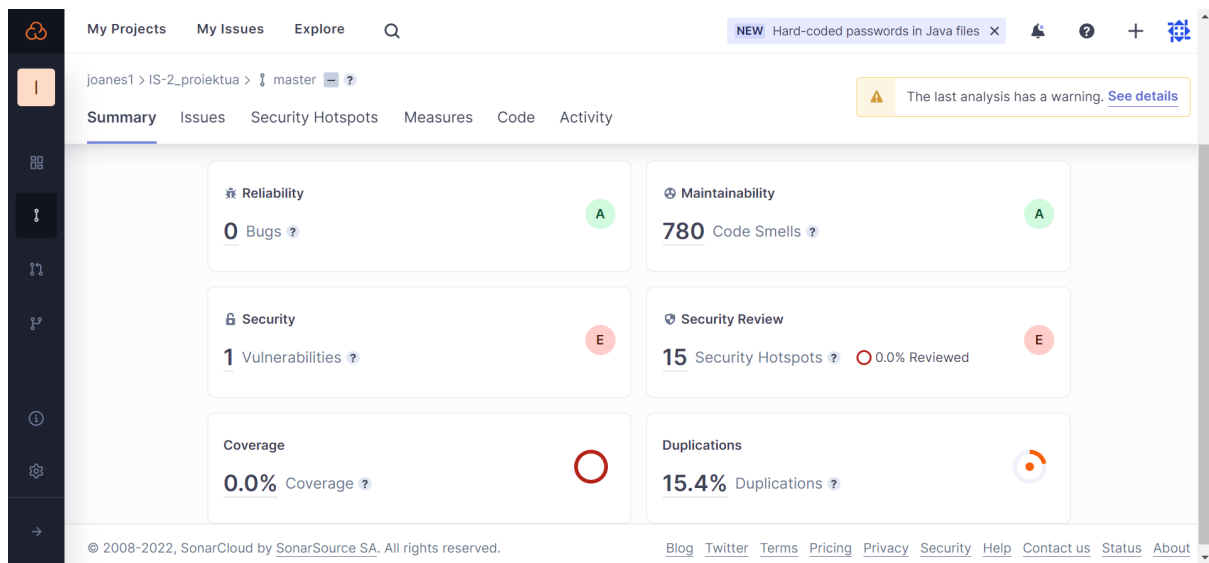 My Projects My Issues Explore NEW Hard-coded passwords in Java files
I joanes1 > IS-2_proiektua > master ?
The last analysis has a warning. See details
Summary Issues Security Hotspots Measures Code Activity
Reliability
0 Bugs ?
A
Maintainability
780 Code Smells ?
A
Security
1 Vulnerabilities ?
E
Security Review
15 Security Hotspots ? 0.0% Reviewed
E
Coverage
0.0% Coverage ?
Duplications
15.4% Duplications ?
© 2008-2022, SonarCloud by SonarSource SA. All rights reserved. Blog Twitter Terms Pricing Privacy Security Help Contact us Status About